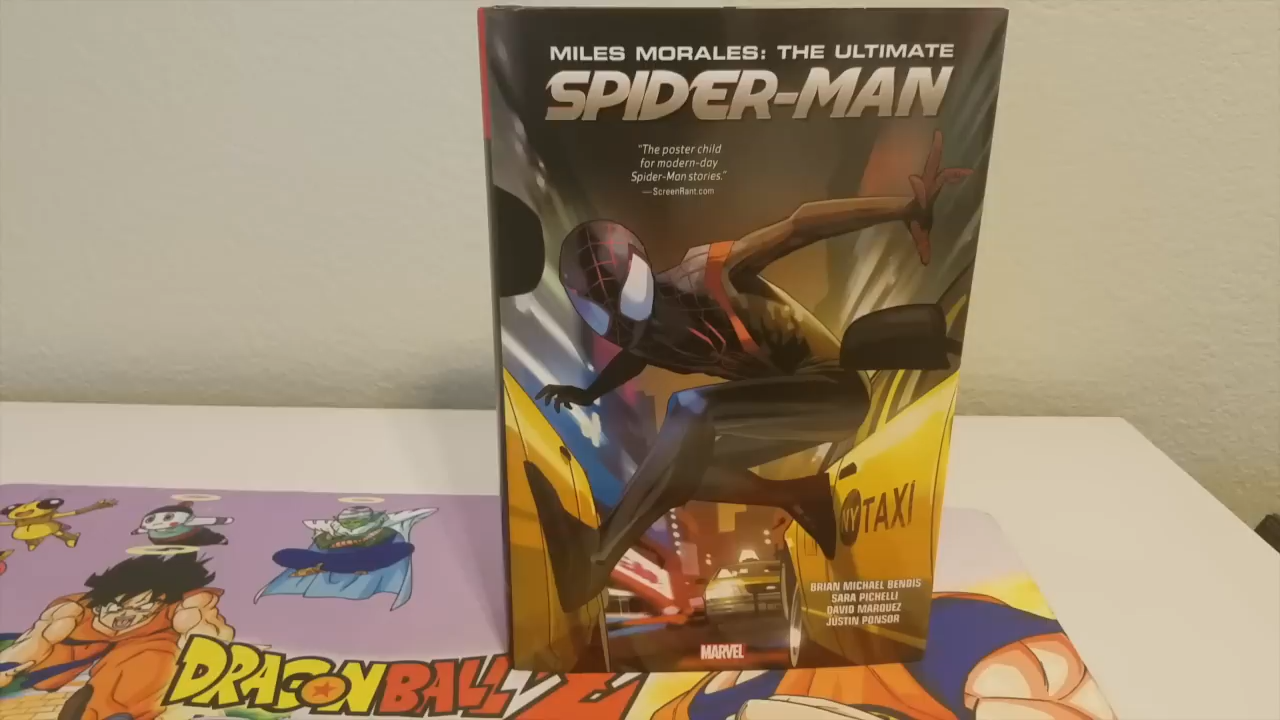 MILES MORALES: THE ULTIMATE
SPIDER-MAN
"The poster child
for modern-day
Spider-Man stories."
—ScreenRant.com
NY TAXI
BRIAN MICHAEL BENDIS
SARA PICHELLI
DAVID MARQUEZ
JUSTIN PONSOR
MARVEL
DRAGON BALL Z